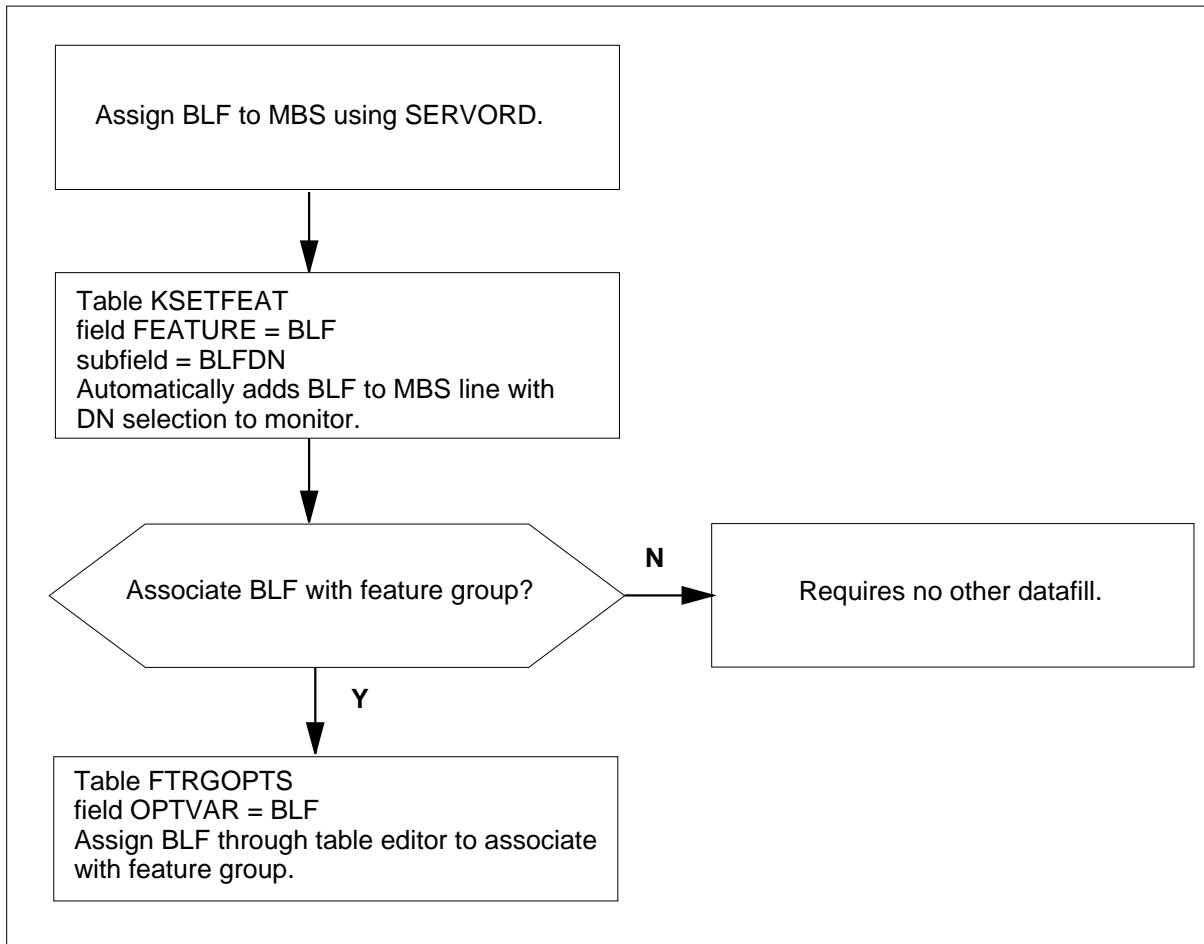 Assign BLF to MBS using SERVORD.
Table KSETFEAT
field FEATURE = BLF
subfield = BLFDN
Automatically adds BLF to MBS line with
DN selection to monitor.
Associate BLF with feature group?
N
Requires no other datafill.
Y
Table FTRGOPTS
field OPTVAR = BLF
Assign BLF through table editor to associate
with feature group.